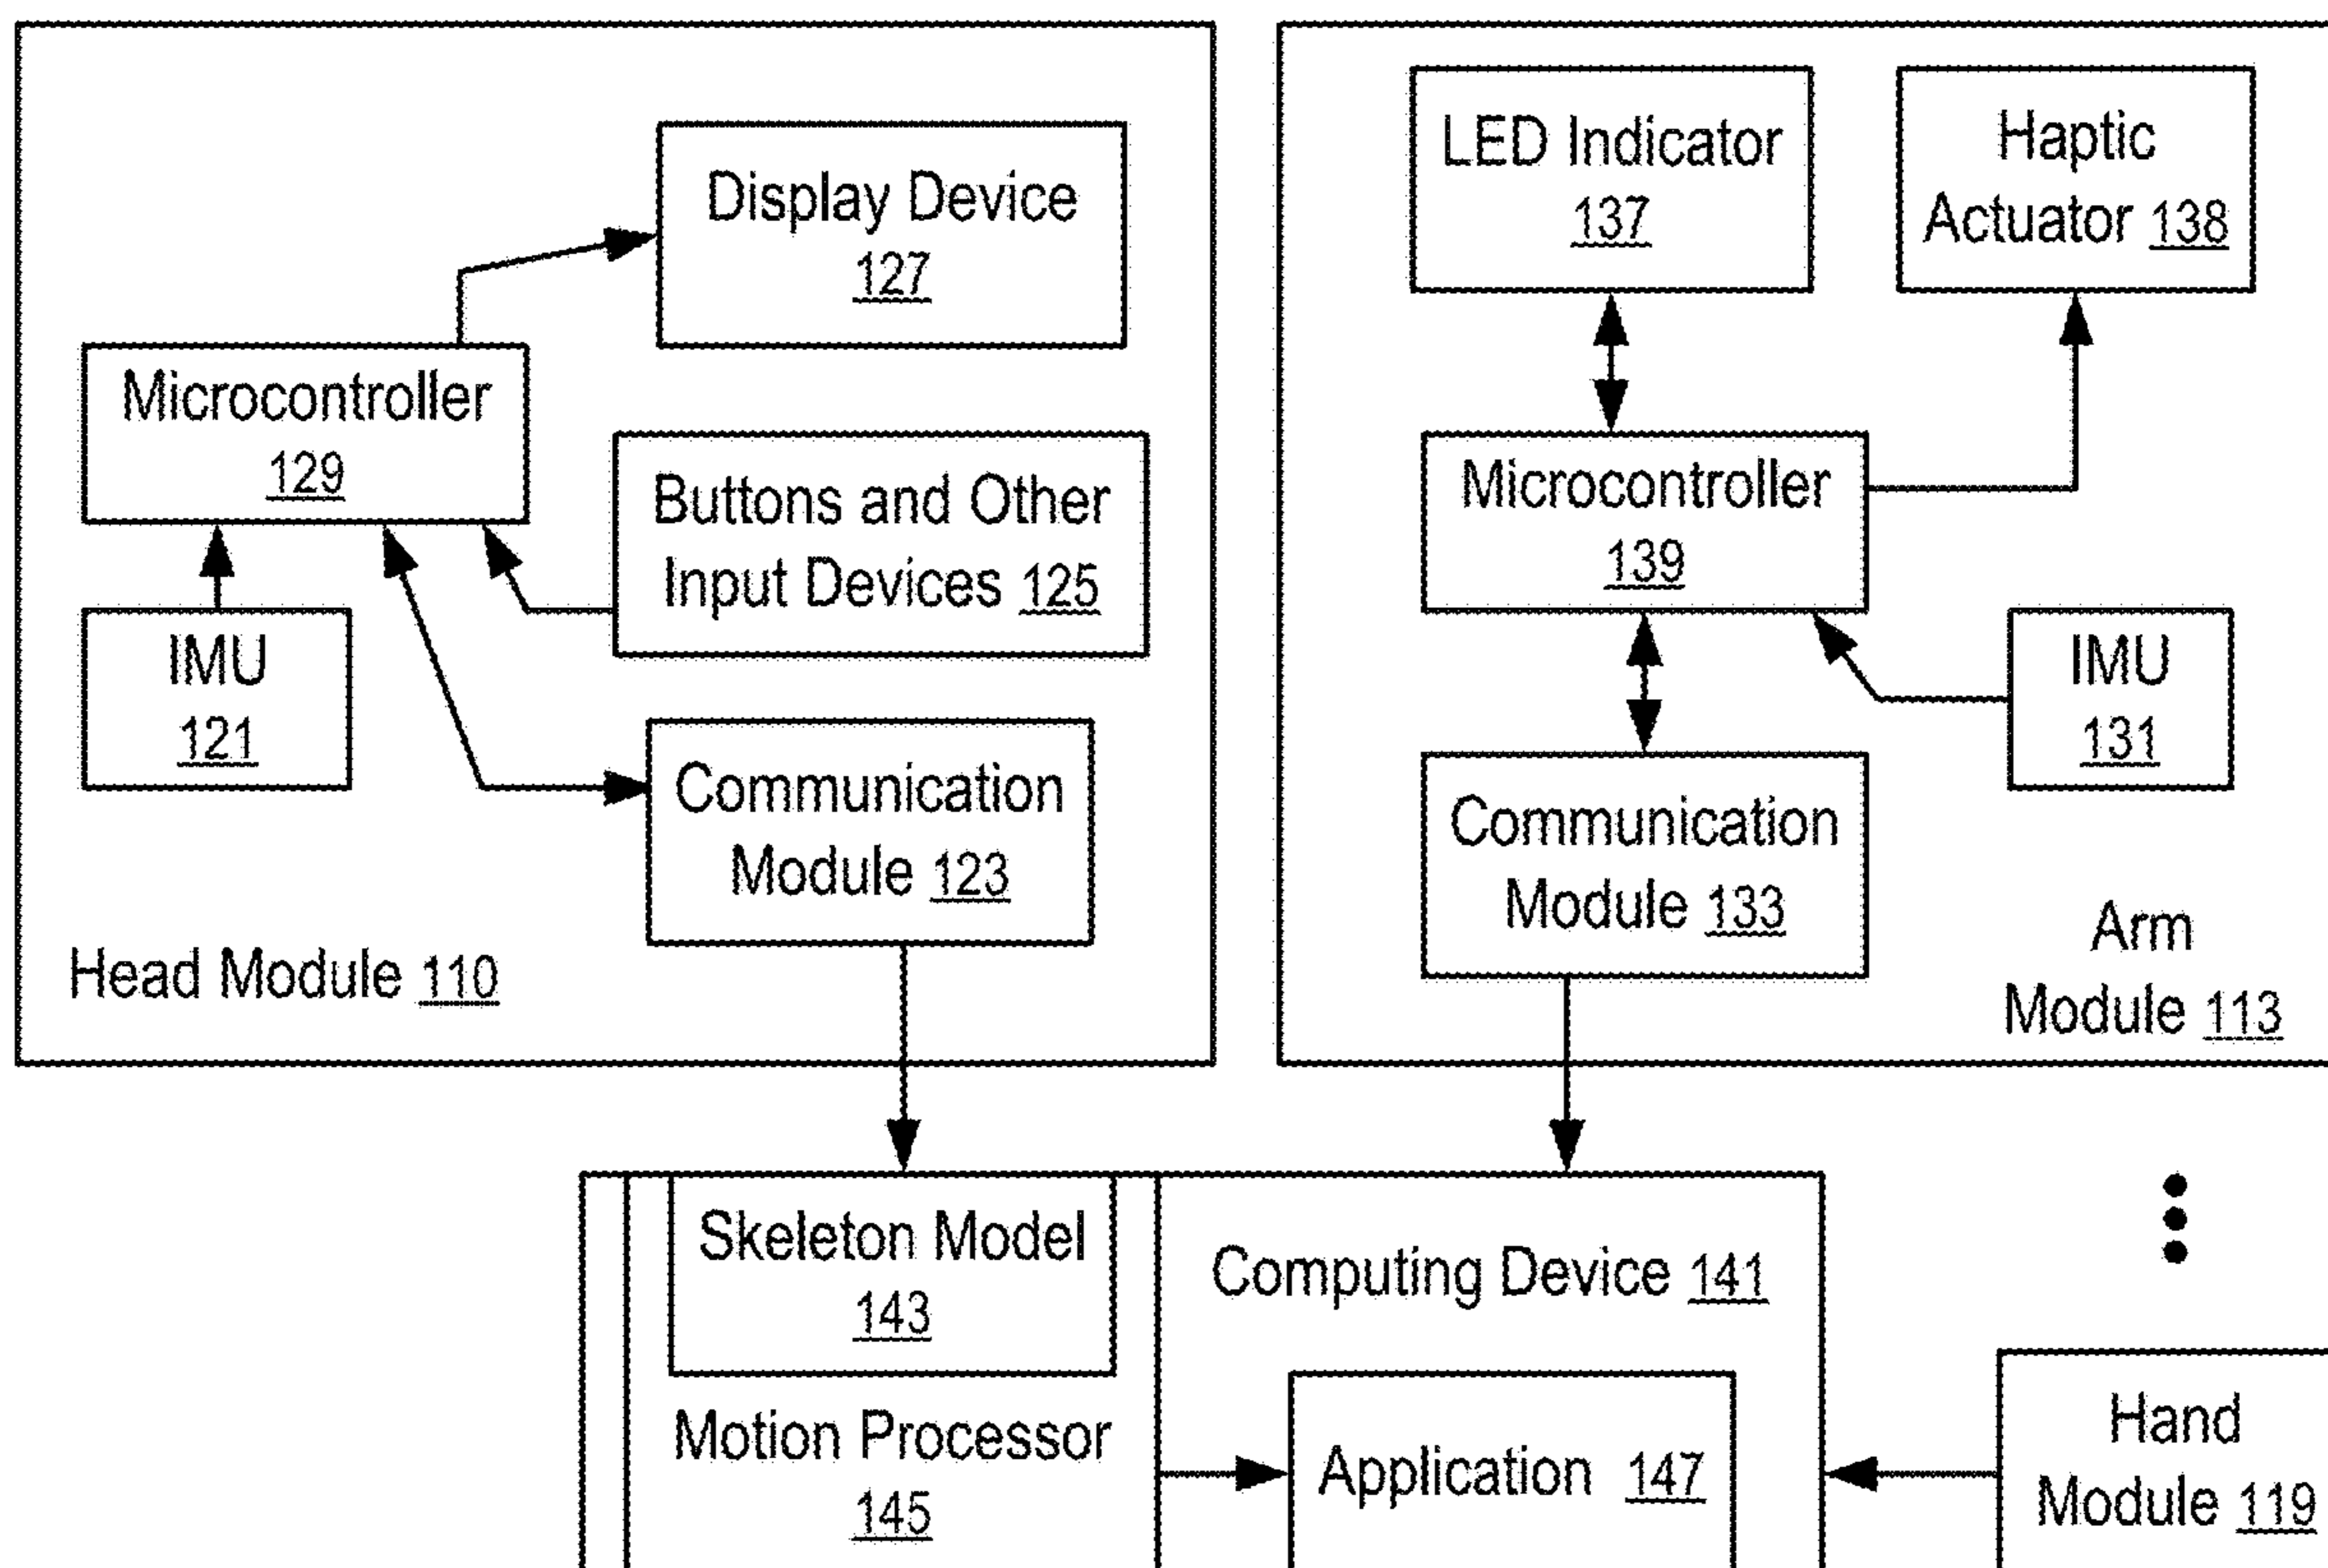 Display Device
127
Microcontroller
129
Buttons and Other
Input Devices 125
IMU
121
Communication
Module 123
Head Module 110
LED Indicator
137
Haptic
Actuator 138
Microcontroller
139
IMU
131
Communication
Module 133
Arm
Module 113
Skeleton Model
143
Motion Processor
145
Computing Device 141
Application 147
Hand
Module 119